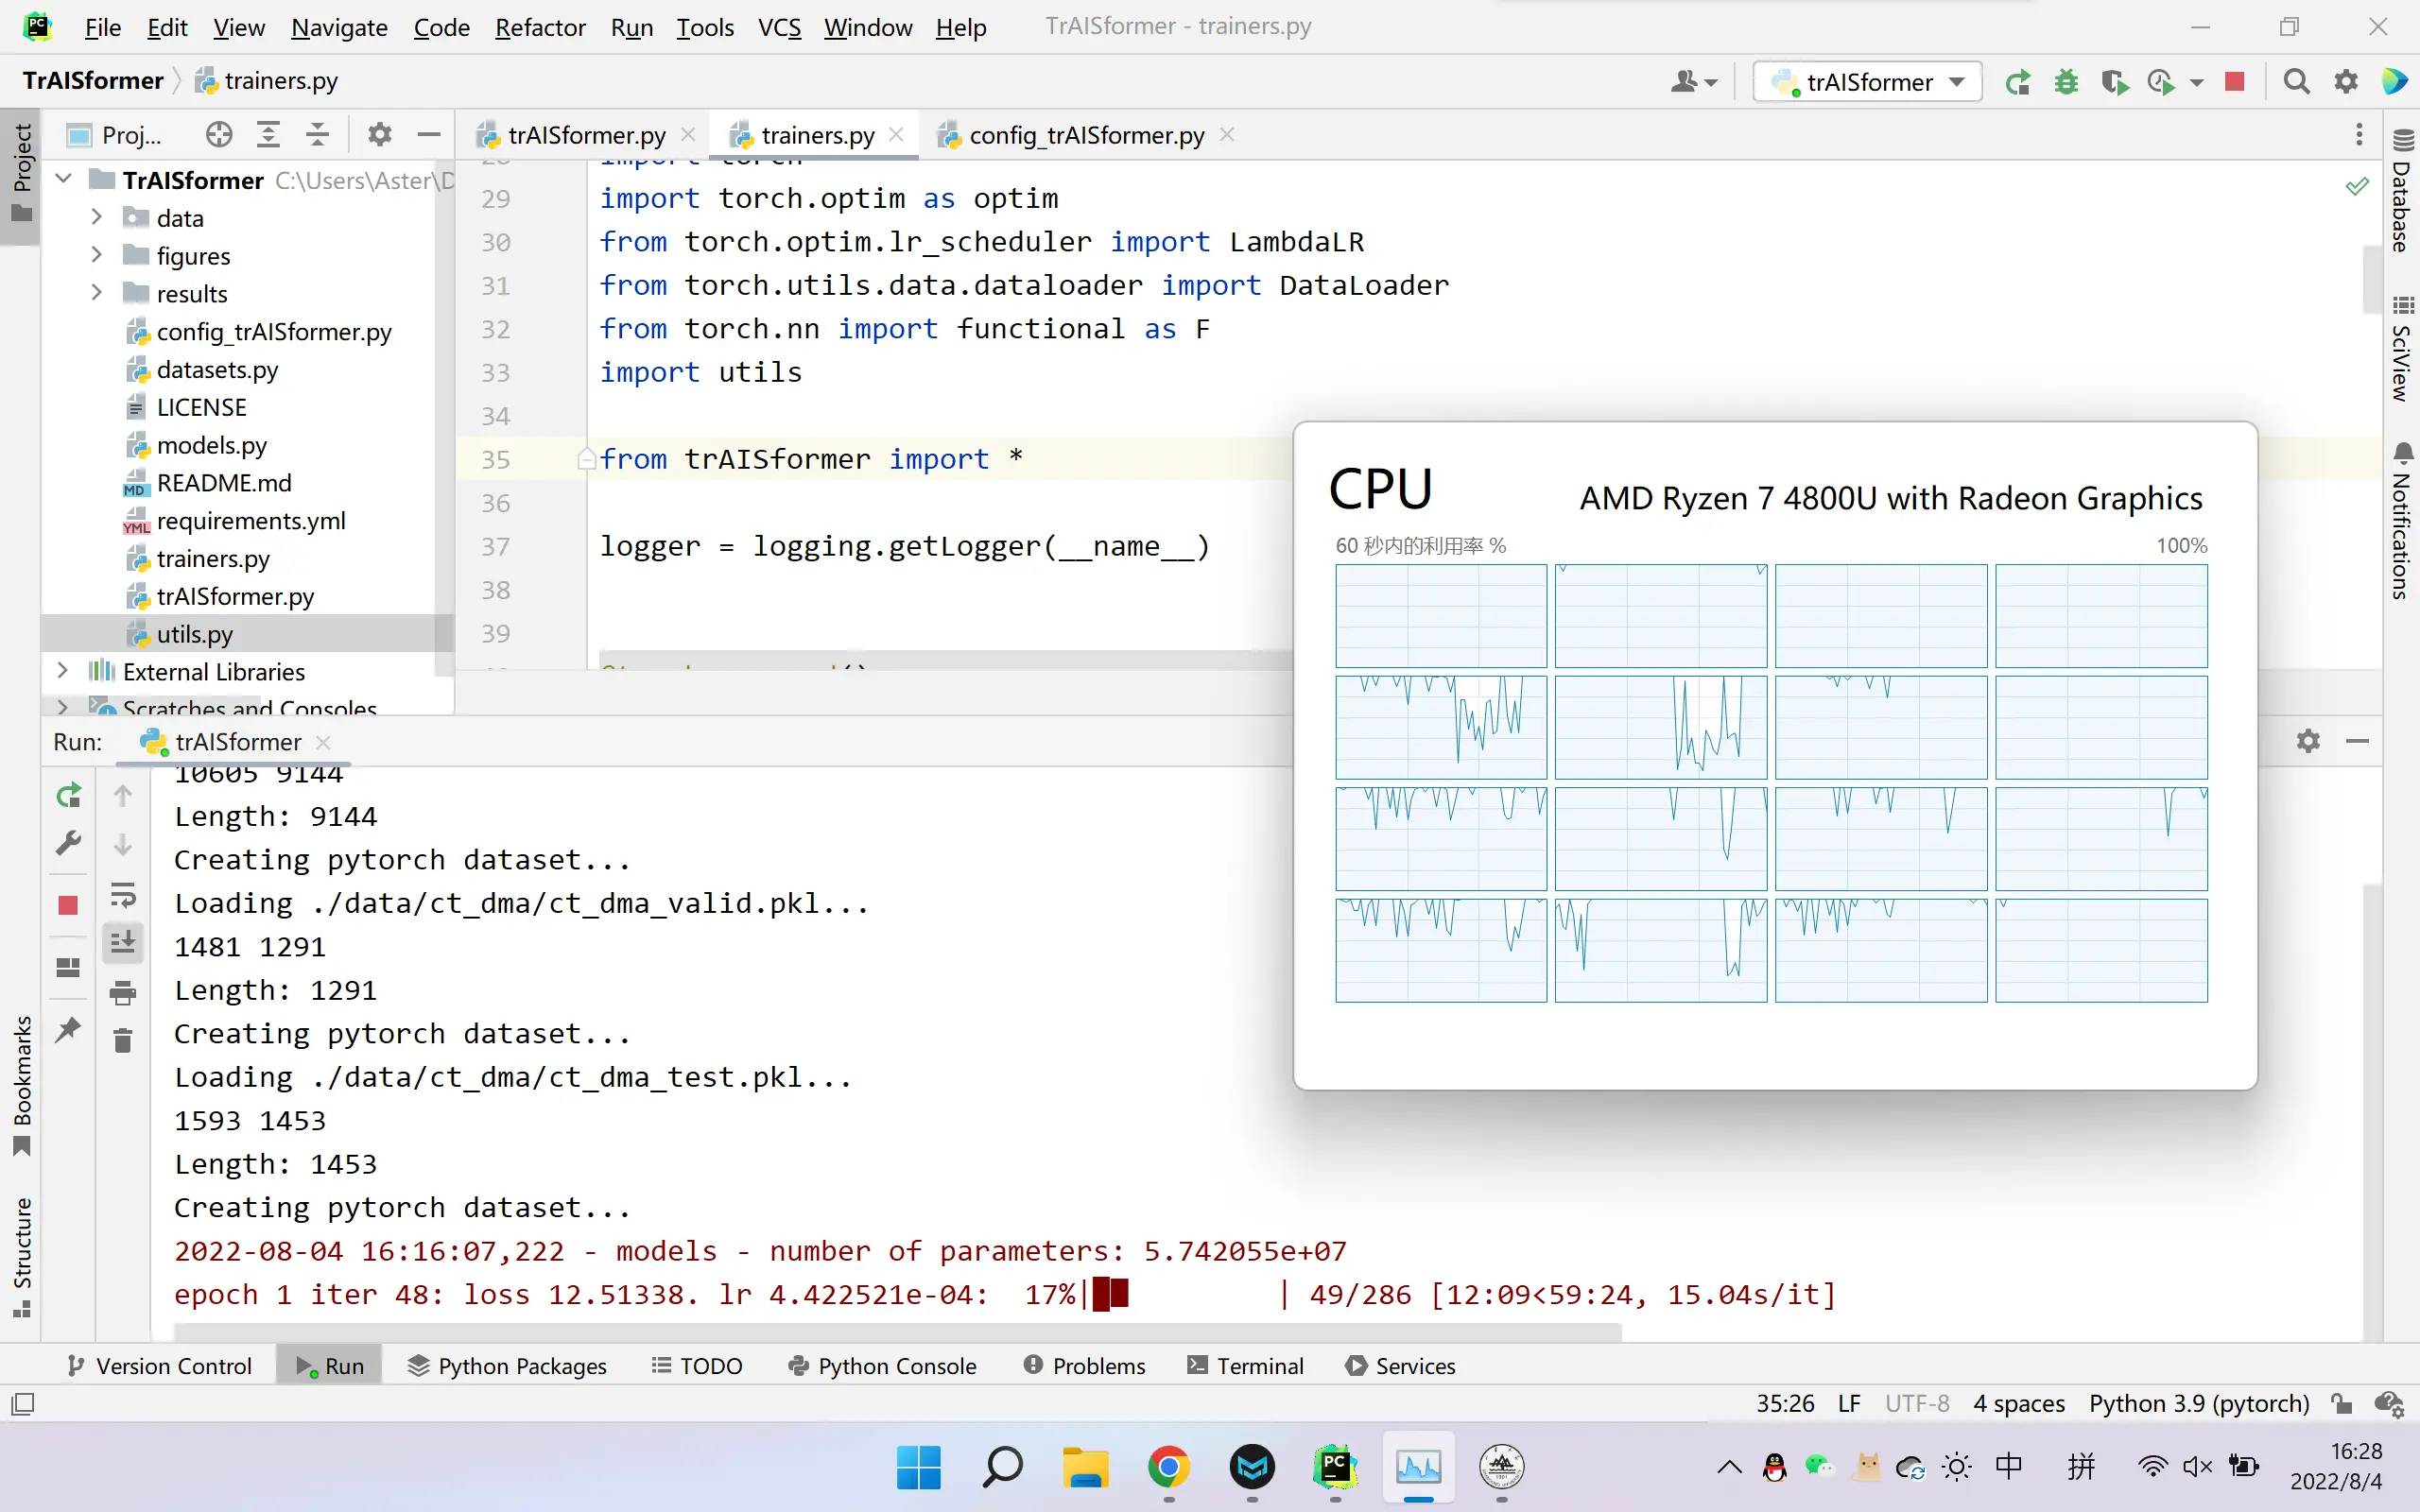 File Edit View Navigate Code Refactor Run Tools VCS Window Help TrAISformer - trainers.py
TrAISformer trainers.py
trAISformer
Project
Proj...
trAISformer.py
trainers.py
config_trAISformer.py
TrAISformer C:\Users\Aster\D
data
figures
results
config_trAISformer.py
datasets.py
LICENSE
models.py
README.md
requirements.yml
trainers.py
trAISformer.py
utils.py
External Libraries
Scratches and Consoles
28 import torch
29 import torch.optim as optim
30 from torch.optim.lr_scheduler import LambdaLR
31 from torch.utils.data.dataloader import DataLoader
32 from torch.nn import functional as F
33 import utils
34
35 from trAISformer import *
36
37 logger = logging.getLogger(__name__)
38
39
Database
SciView
Notifications
CPU AMD Ryzen 7 4800U with Radeon Graphics
60 秒内的利用率 % 100%
Run: trAISformer
10605 9144
Length: 9144
Creating pytorch dataset...
Loading ./data/ct_dma/ct_dma_valid.pkl...
1481 1291
Length: 1291
Creating pytorch dataset...
Loading ./data/ct_dma/ct_dma_test.pkl...
1593 1453
Length: 1453
Creating pytorch dataset...
2022-08-04 16:16:07,222 - models - number of parameters: 5.742055e+07
epoch 1 iter 48: loss 12.51338. lr 4.422521e-04: 17%|██ | 49/286 [12:09<59:24, 15.04s/it]
Bookmarks
Structure
Version Control Run Python Packages TODO Python Console Problems Terminal Services
35:26 LF UTF-8 4 spaces Python 3.9 (pytorch)
中 拼
16:28
2022/8/4